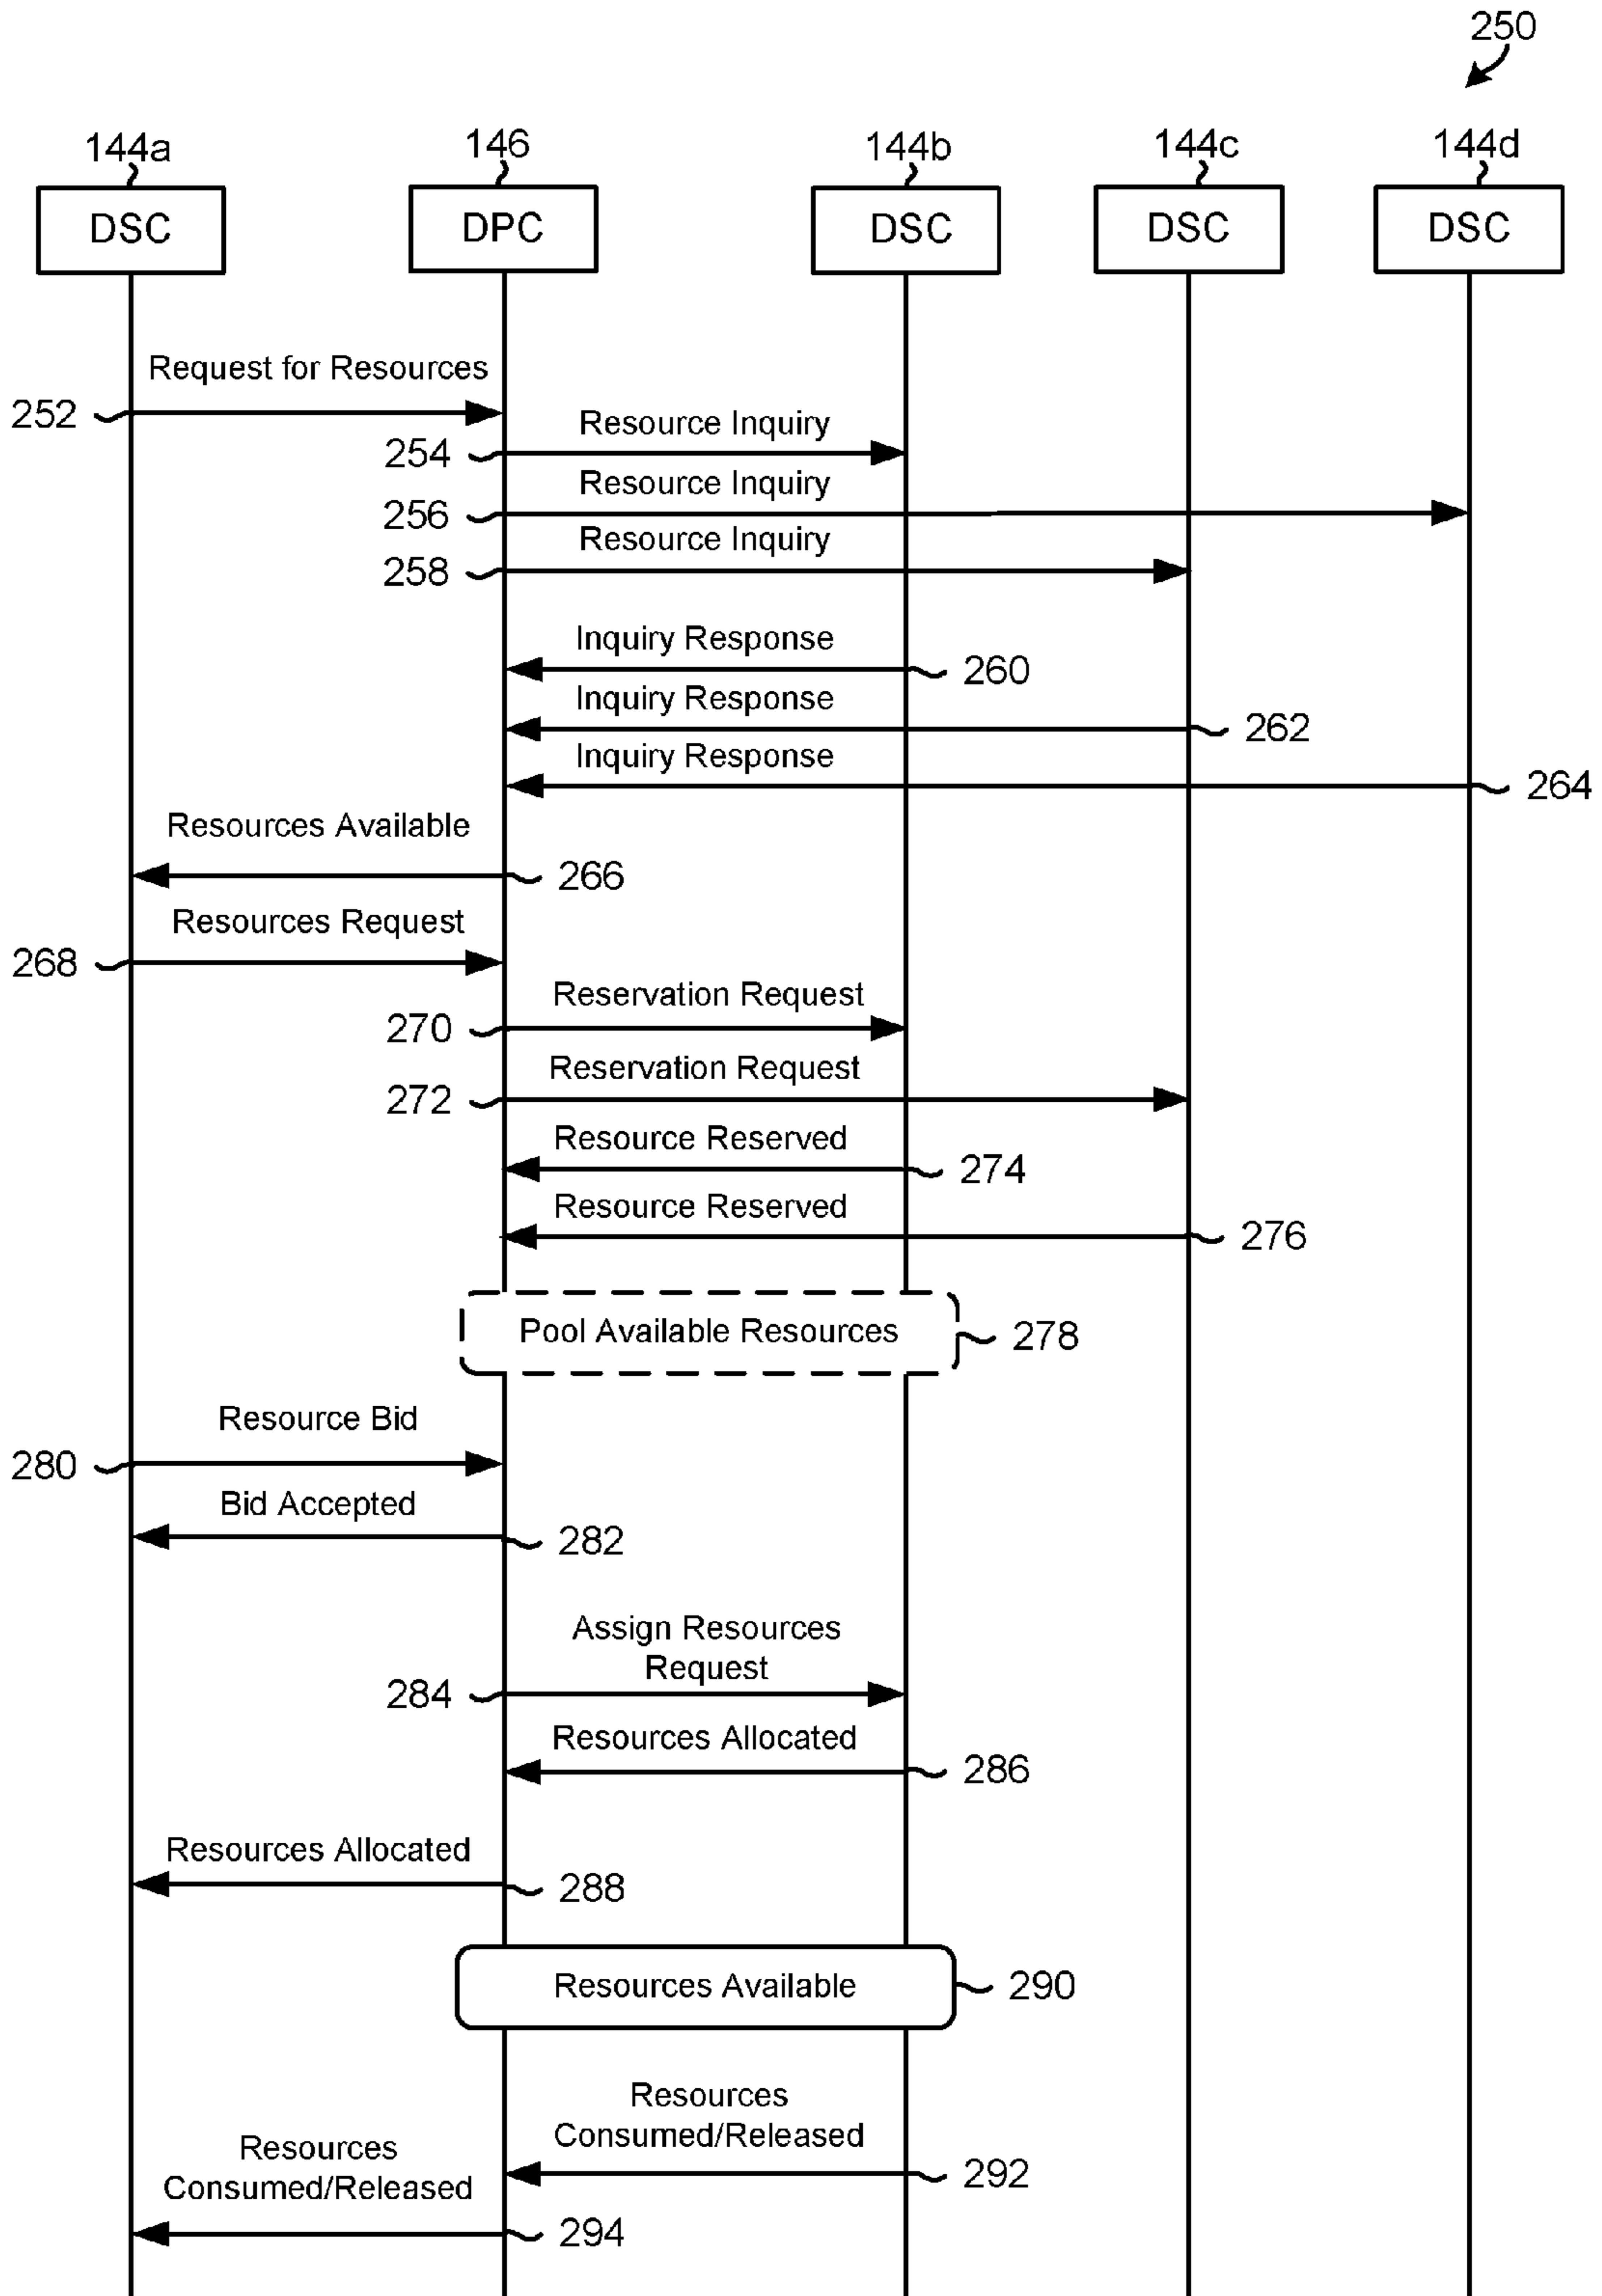 250
144a
146
144b
144c
144d
DSC
DPC
DSC
DSC
DSC
Request for Resources
252
Resource Inquiry
254
Resource Inquiry
256
Resource Inquiry
258
Inquiry Response
260
Inquiry Response
262
Inquiry Response
264
Resources Available
266
Resources Request
268
Reservation Request
270
Reservation Request
272
Resource Reserved
274
Resource Reserved
276
Pool Available Resources
278
Resource Bid
280
Bid Accepted
282
Assign Resources
Request
284
Resources Allocated
286
Resources Allocated
288
Resources Available
290
Resources
Consumed/Released
292
Resources
Consumed/Released
294